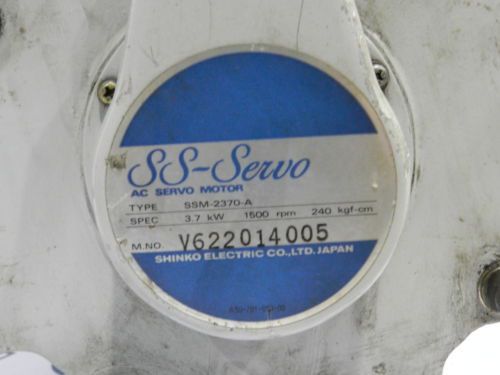 SS-Servo
AC SERVO MOTOR
TYPE SSM-2370-A
SPEC 3.7 kW 1500 rpm 240 kgf-cm
M.NO. V622014005
SHINKO ELECTRIC CO.,LTD. JAPAN